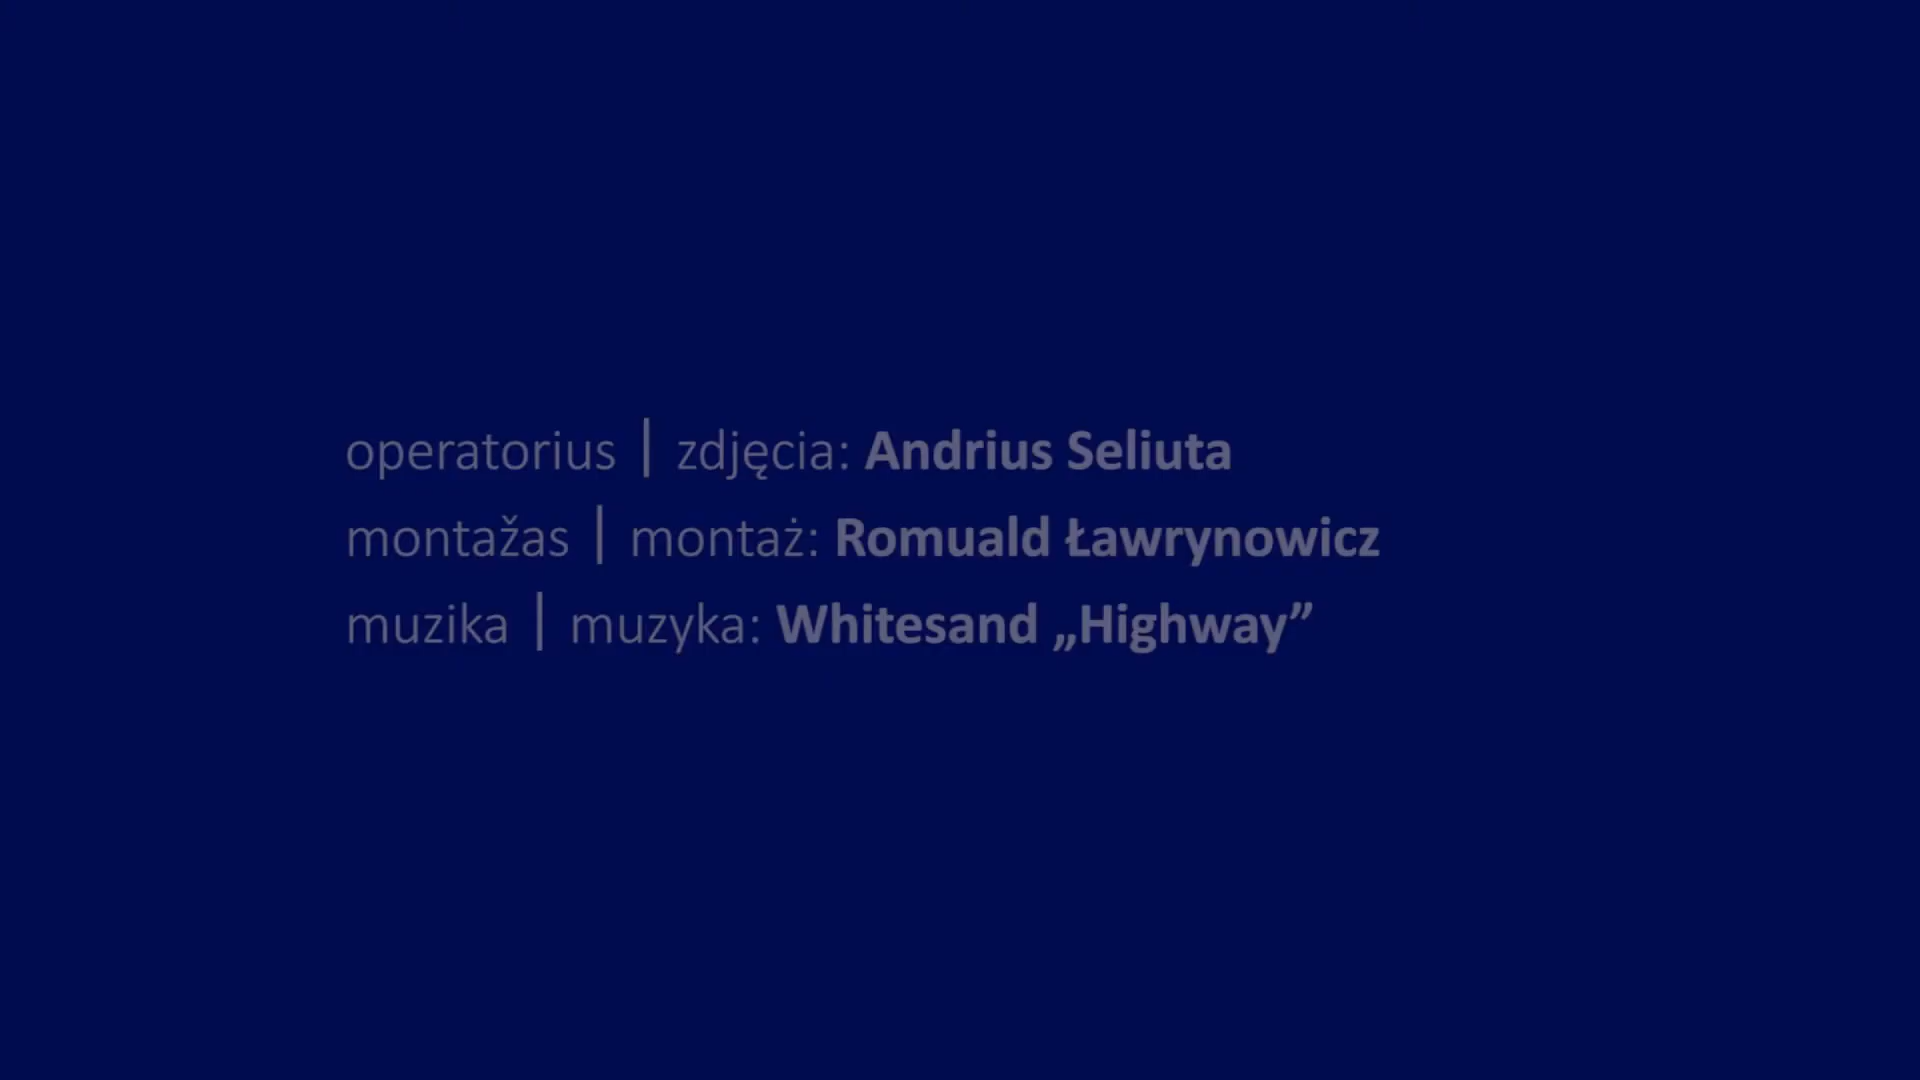 operatorius | zdjęcia: Andrius Seliuta
montažas | montaż: Romuald Ławrynowicz
muzika | muzyka: Whitesand „Highway”